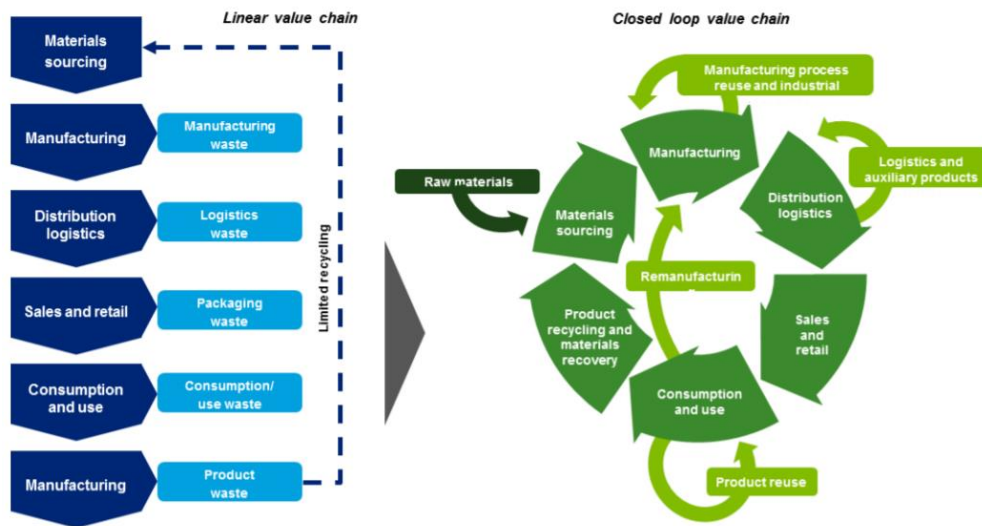 Linear value chain
Materials
sourcing
Manufacturing
Manufacturing
waste
Distribution
logistics
Logistics
waste
Sales and retail
Packaging
waste
Consumption
and use
Consumption/
use waste
Manufacturing
Product
waste
Limited recycling
Closed loop value chain
Manufacturing process
reuse and industrial
Manufacturing
Logistics and
auxiliary products
Distribution
logistics
Raw materials
Materials
sourcing
Remanufacturin
Product
recycling and
materials
recovery
Sales
and
retail
Consumption
and use
Product reuse